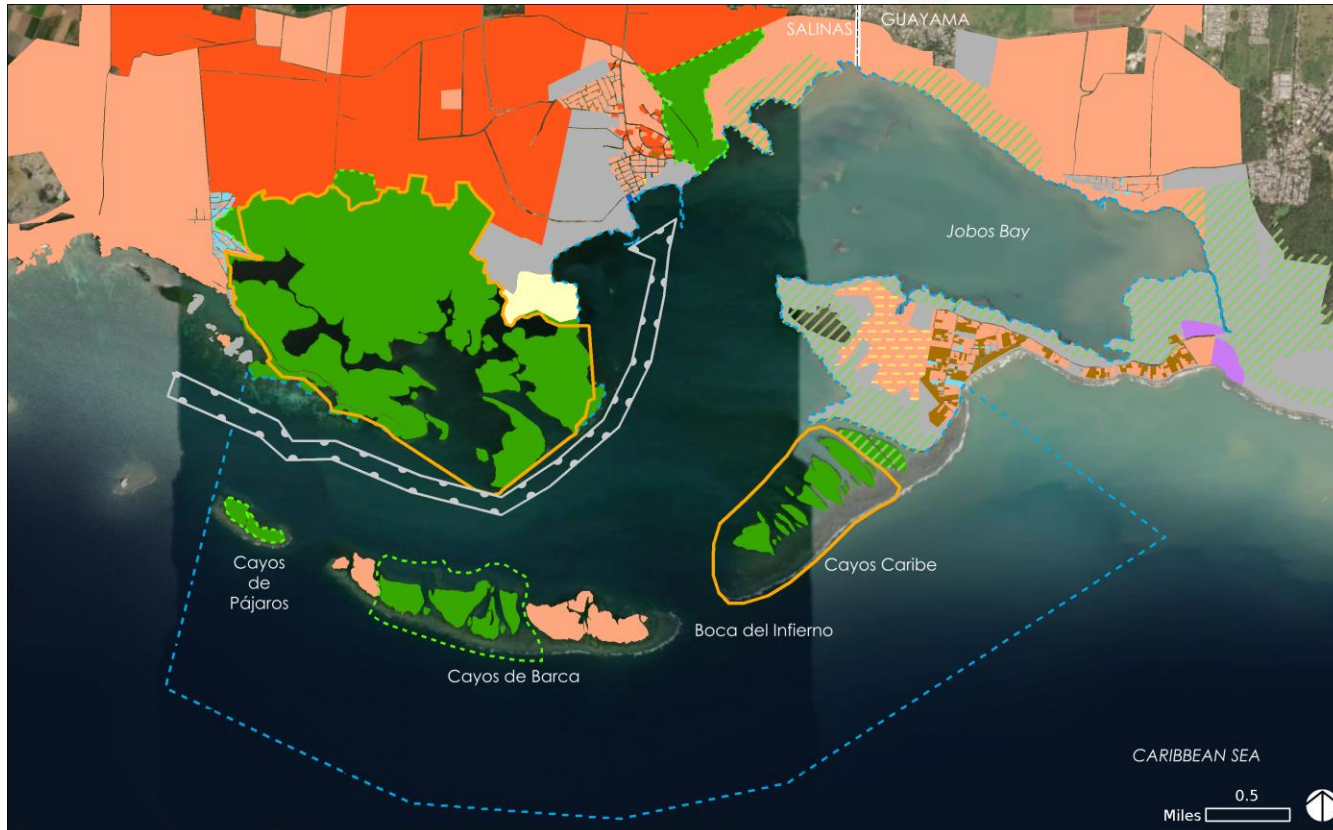 GUAYAMA
SALINAS
Jobos Bay
Cayos
de
Pájaros
Cayos Caribe
Boca del Infierno
Cayos de Barca
CARIBBEAN SEA
0.5
Miles